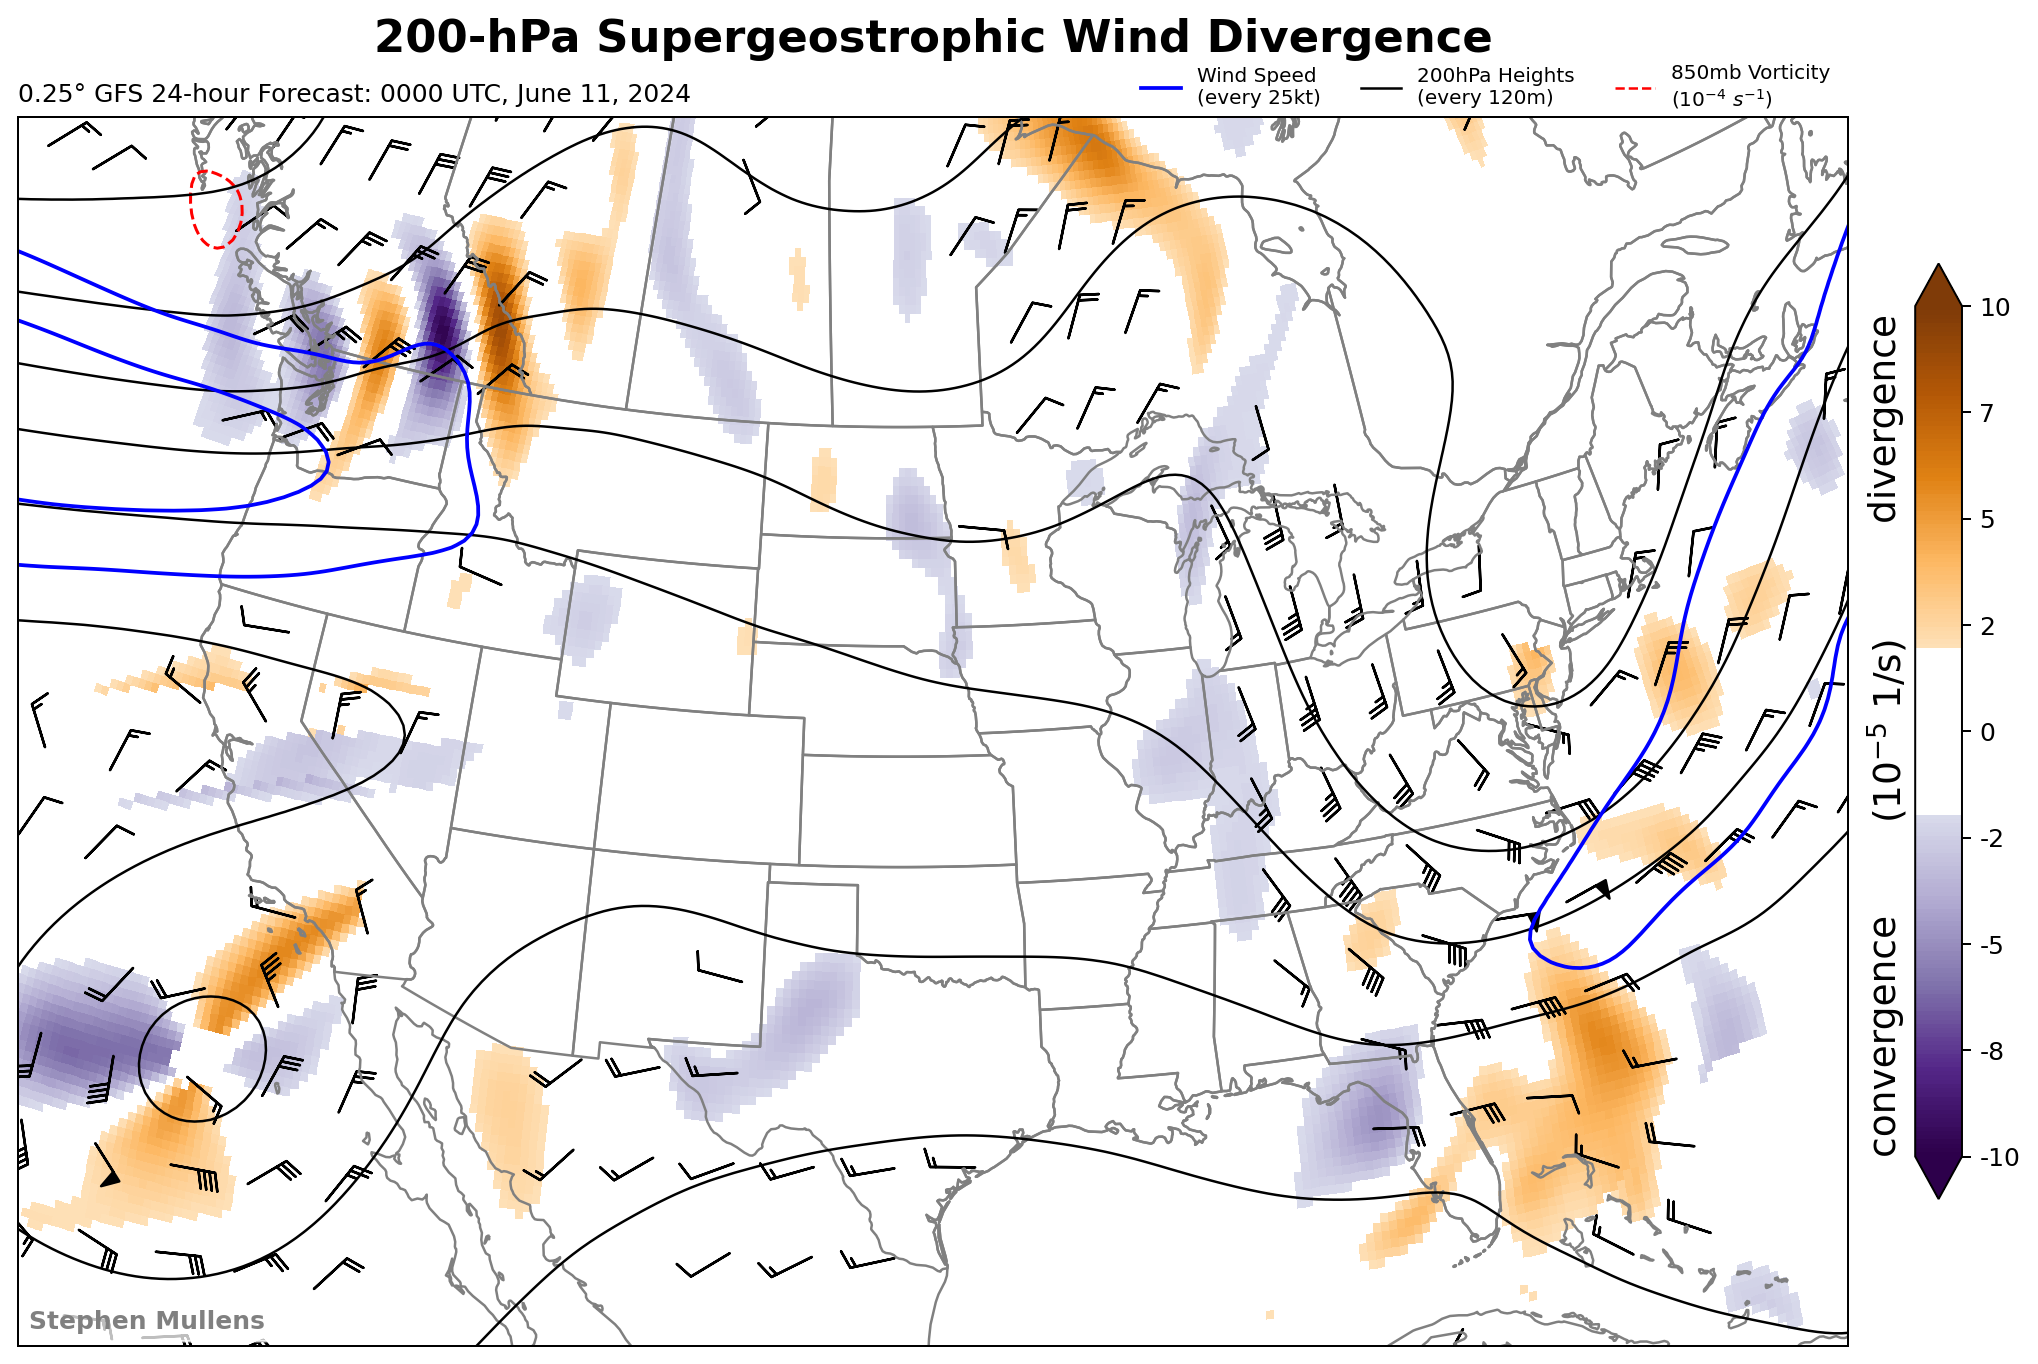 200-hPa Supergeostrophic Wind Divergence
0.25° GFS 24-hour Forecast: 0000 UTC, June 11, 2024
Wind Speed
(every 25kt)
200hPa Heights
(every 120m)
850mb Vorticity
(10⁻⁴ s⁻¹)
10
7
5
2
0
-2
-5
-8
-10
convergence (10⁻⁵ 1/s) divergence
Stephen Mullens